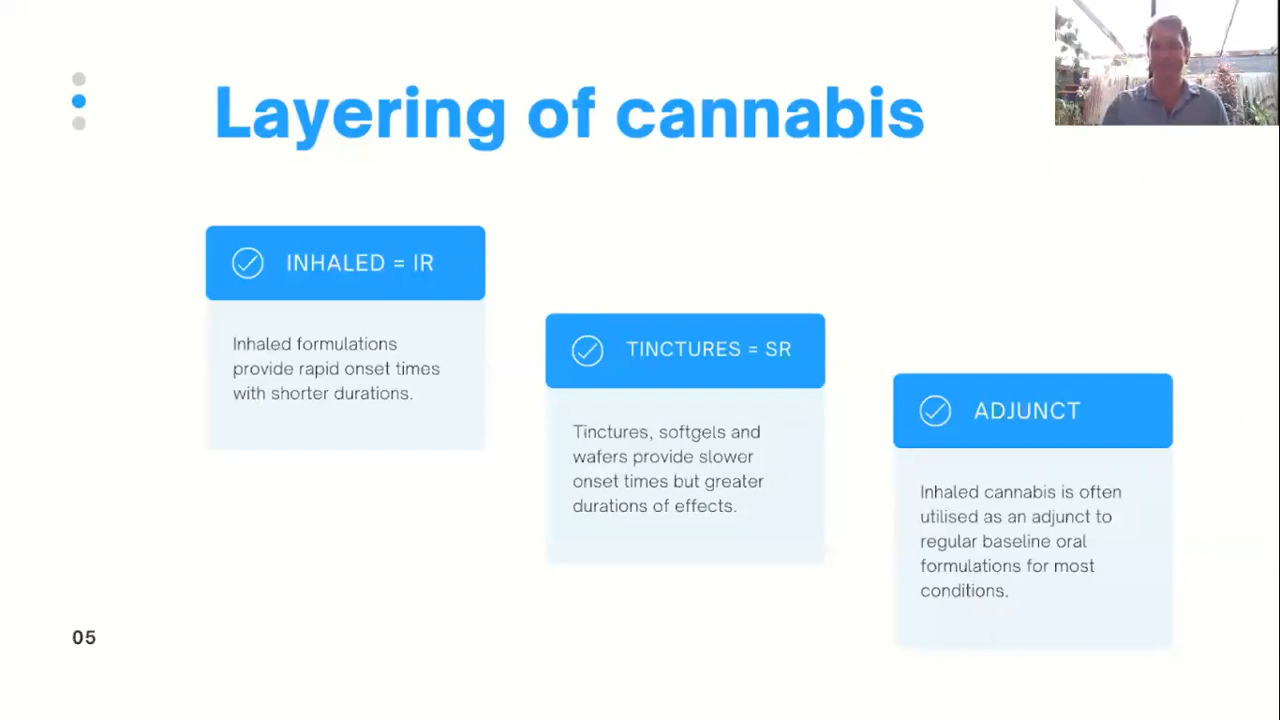 Layering of cannabis
INHALED = IR
Inhaled formulations
provide rapid onset times
with shorter durations.
TINCTURES = SR
Tinctures, softgels and
wafers provide slower
onset times but greater
durations of effects.
ADJUNCT
Inhaled cannabis is often
utilised as an adjunct to
regular baseline oral
formulations for most
conditions.
05